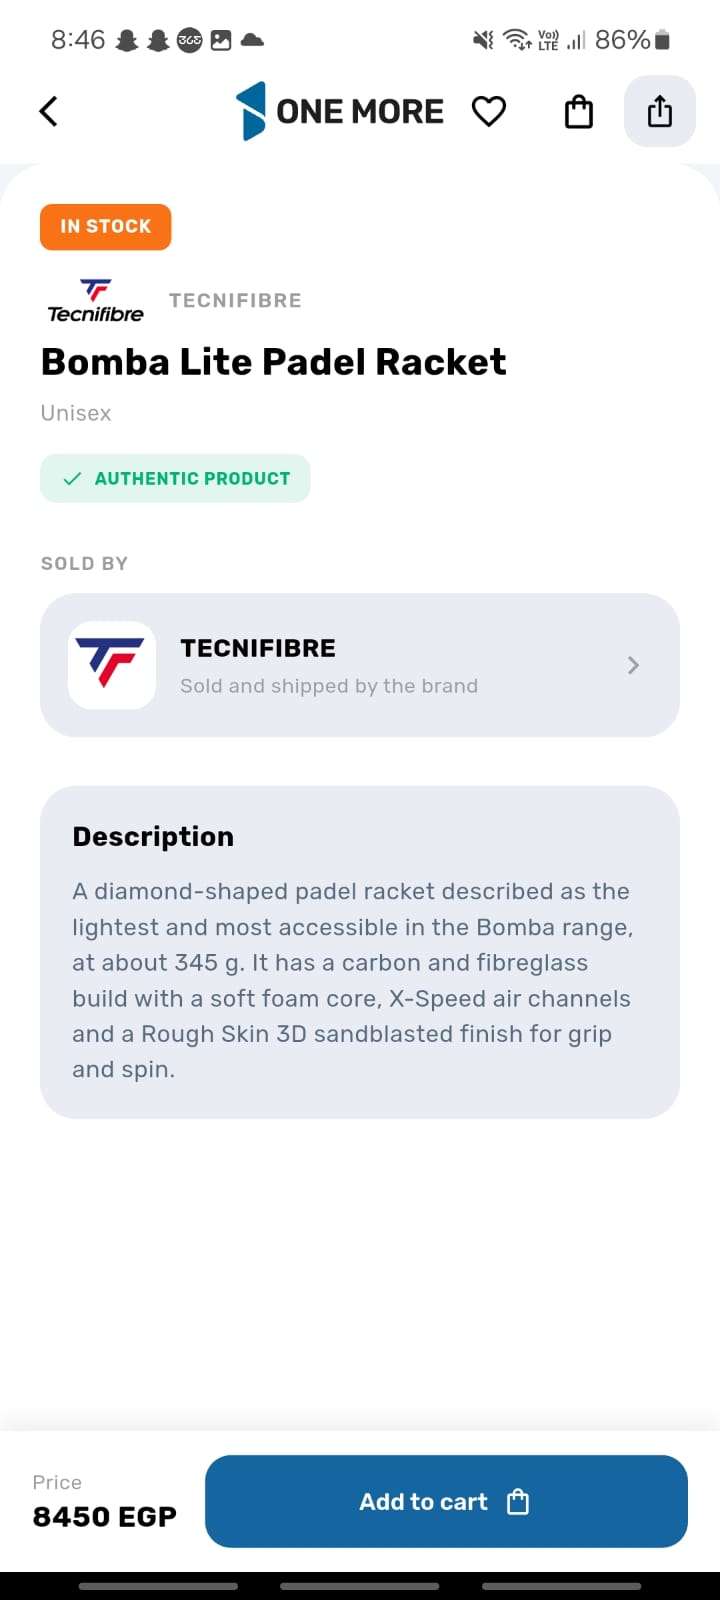 8:46
365
Vo))
LTE
86%
ONE MORE
IN STOCK
Tecnifibre
TECNIFIBRE
Bomba Lite Padel Racket
Unisex
AUTHENTIC PRODUCT
SOLD BY
TECNIFIBRE
Sold and shipped by the brand
Description
A diamond-shaped padel racket described as the
lightest and most accessible in the Bomba range,
at about 345 g. It has a carbon and fibreglass
build with a soft foam core, X-Speed air channels
and a Rough Skin 3D sandblasted finish for grip
and spin.
Price
8450 EGP
Add to cart